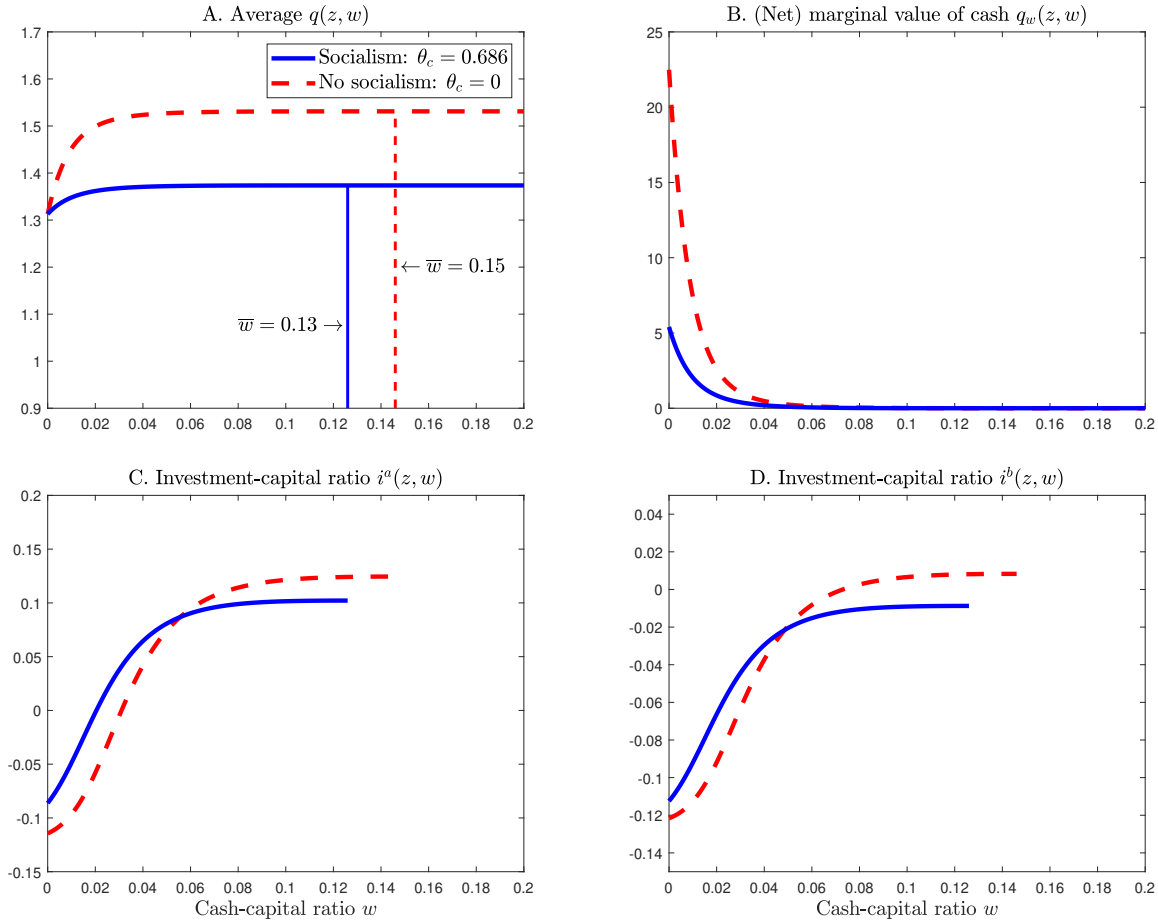 A. Average q(z, w)
1.7
1.6
1.5
1.4
1.3
1.2
1.1
1
0.9
0 0.02 0.04 0.06 0.08 0.1 0.12 0.14 0.16 0.18 0.2
Socialism: θ_c = 0.686
No socialism: θ_c = 0
← w̅ = 0.15
w̅ = 0.13 →
B. (Net) marginal value of cash q_w(z, w)
25
20
15
10
5
0
0 0.02 0.04 0.06 0.08 0.1 0.12 0.14 0.16 0.18 0.2
C. Investment-capital ratio i^a(z, w)
0.2
0.15
0.1
0.05
0
-0.05
-0.1
-0.15
0 0.02 0.04 0.06 0.08 0.1 0.12 0.14 0.16 0.18 0.2
Cash-capital ratio w
D. Investment-capital ratio i^b(z, w)
0.04
0.02
0
-0.02
-0.04
-0.06
-0.08
-0.1
-0.12
-0.14
0 0.02 0.04 0.06 0.08 0.1 0.12 0.14 0.16 0.18 0.2
Cash-capital ratio w